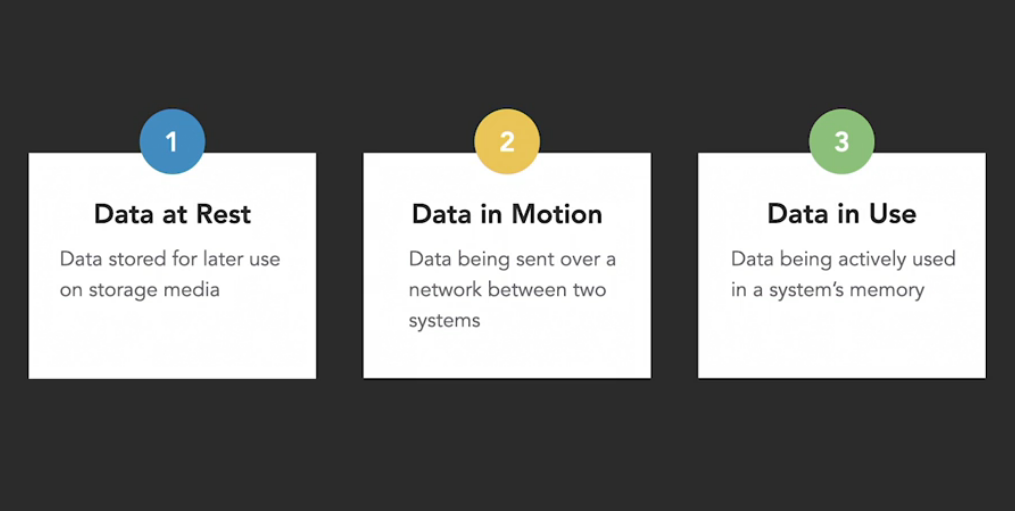 1
Data at Rest
Data stored for later use
on storage media
2
Data in Motion
Data being sent over a
network between two
systems
3
Data in Use
Data being actively used
in a system’s memory